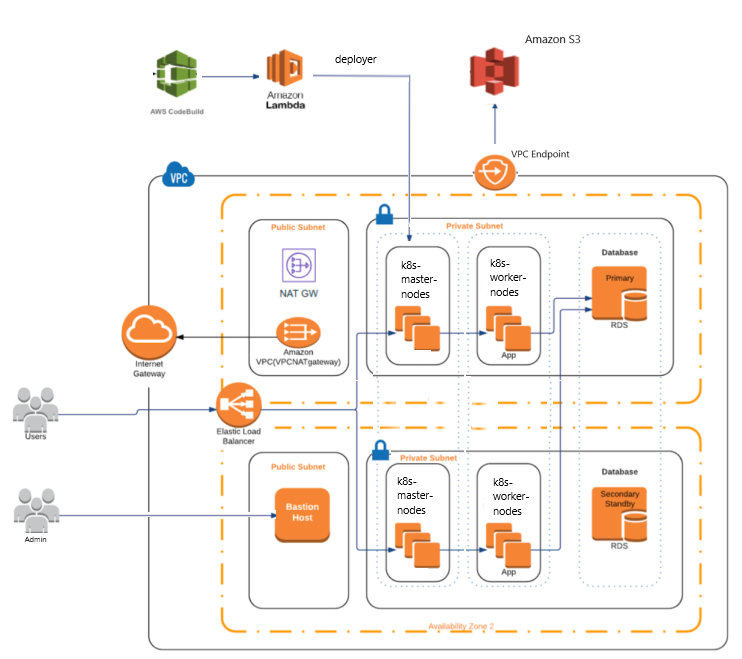 Amazon S3
deployer
Amazon
Lambda
AWS CodeBuild
VPC Endpoint
VPC
Public Subnet
Private Subnet
NAT GW
k8s-
master-
nodes
k8s-
worker-
nodes
App
Database
Primary
RDS
Amazon
VPC(VPCNATgateway)
Internet
Gateway
Users
Elastic Load
Balancer
Public Subnet
Bastion
Host
Admin
Private Subnet
k8s-
master-
nodes
k8s-
worker-
nodes
App
Database
Secondary
Standby
RDS
Availability Zone 2